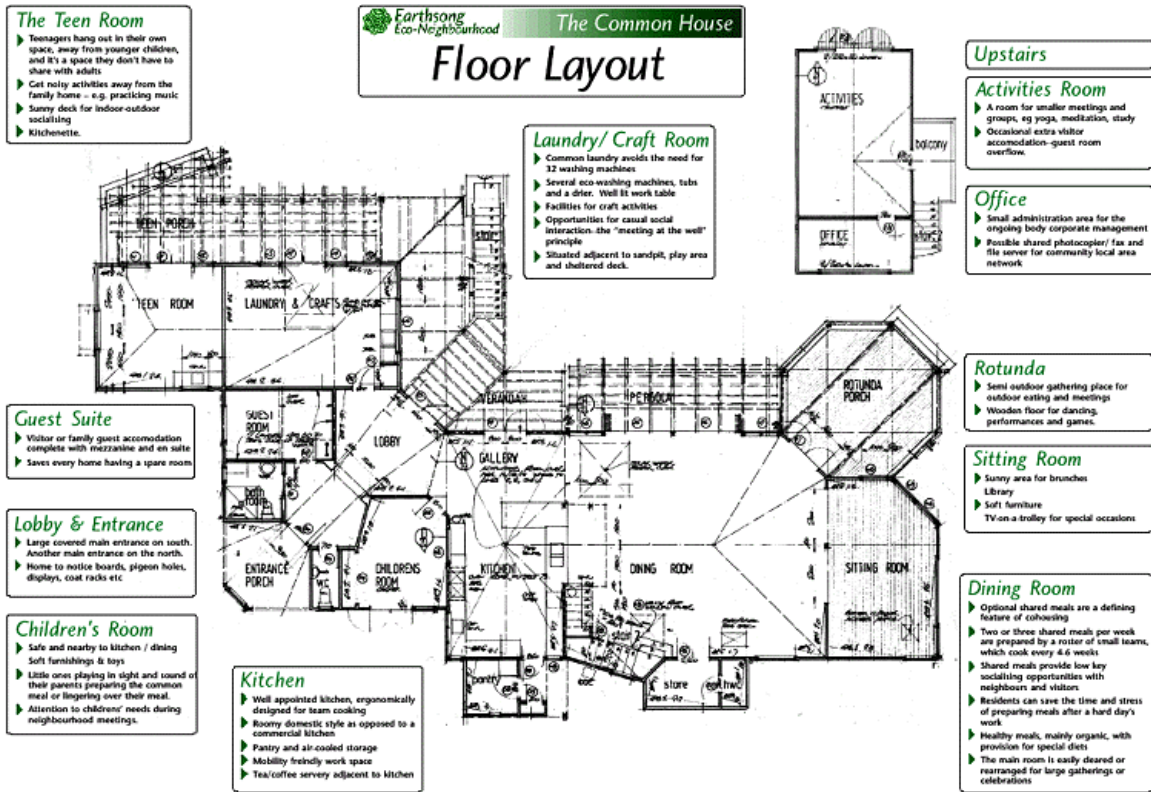 The Teen Room
Teenagers hang out in their own
space, away from younger children,
and it's a space they don't have to
share with adults
Get noisy activities away from the
family home – e.g. practicing music
Sunny deck for indoor-outdoor
socialising
Kitchenette.
Earthsong
Eco-Neighbourhood
The Common House
Floor Layout
Upstairs
Activities Room
A room for smaller meetings and
groups, eg yoga, meditation, study
Occasional extra visitor
accomodation--guest room
overflow.
Laundry/ Craft Room
Common laundry avoids the need for
32 washing machines
Several eco-washing machines, tubs
and a drier. Well lit work table
Facilities for craft activities
Opportunities for casual social
interaction--the "meeting at the well"
principle
Situated adjacent to sandpit, play area
and sheltered deck.
Office
Small administration area for the
ongoing body corporate management
Possible shared photocopier/ fax and
file server for community local area
network
ACTIVITIES
balcony
OFFICE
TEEN PORCH
stair
TEEN ROOM
LAUNDRY & CRAFTS
VERANDAH
PERGOLA
ROTUNDA
PORCH
Rotunda
Semi outdoor gathering place for
outdoor eating and meetings
Wooden floor for dancing,
performances and games.
Guest Suite
Visitor or family guest accomodation
complete with mezzanine and en suite
Saves every home having a spare room
GUEST
ROOM
LOBBY
GALLERY
bath
room
Sitting Room
Sunny area for brunches
Library
Soft furniture
TV-on-a-trolley for special occasions
Lobby & Entrance
Large covered main entrance on south.
Another main entrance on the north.
Home to notice boards, pigeon holes,
displays, coat racks etc
ENTRANCE
PORCH
WC
CHILDRENS
ROOM
KITCHEN
DINING ROOM
SITTING ROOM
stair
pantry
store
Children's Room
Safe and nearby to kitchen / dining
Soft furnishings & toys
Little ones playing in sight and sound of
their parents preparing the common
meal or lingering over their meal.
Attention to childrens' needs during
neighbourhood meetings.
Kitchen
Well appointed kitchen, ergonomically
designed for team cooking
Roomy domestic style as opposed to a
commercial kitchen
Pantry and air-cooled storage
Mobility freindly work space
Tea/coffee servery adjacent to kitchen
Dining Room
Optional shared meals are a defining
feature of cohousing
Two or three shared meals per week
are prepared by a roster of small teams,
which cook every 4-6 weeks
Shared meals provide low key
socialising opportunities with
neighbours and visitors
Residents can save the time and stress
of preparing meals after a hard day's
work
Healthy meals, mainly organic, with
provision for special diets
The main room is easily cleared or
rearranged for large gatherings or
celebrations